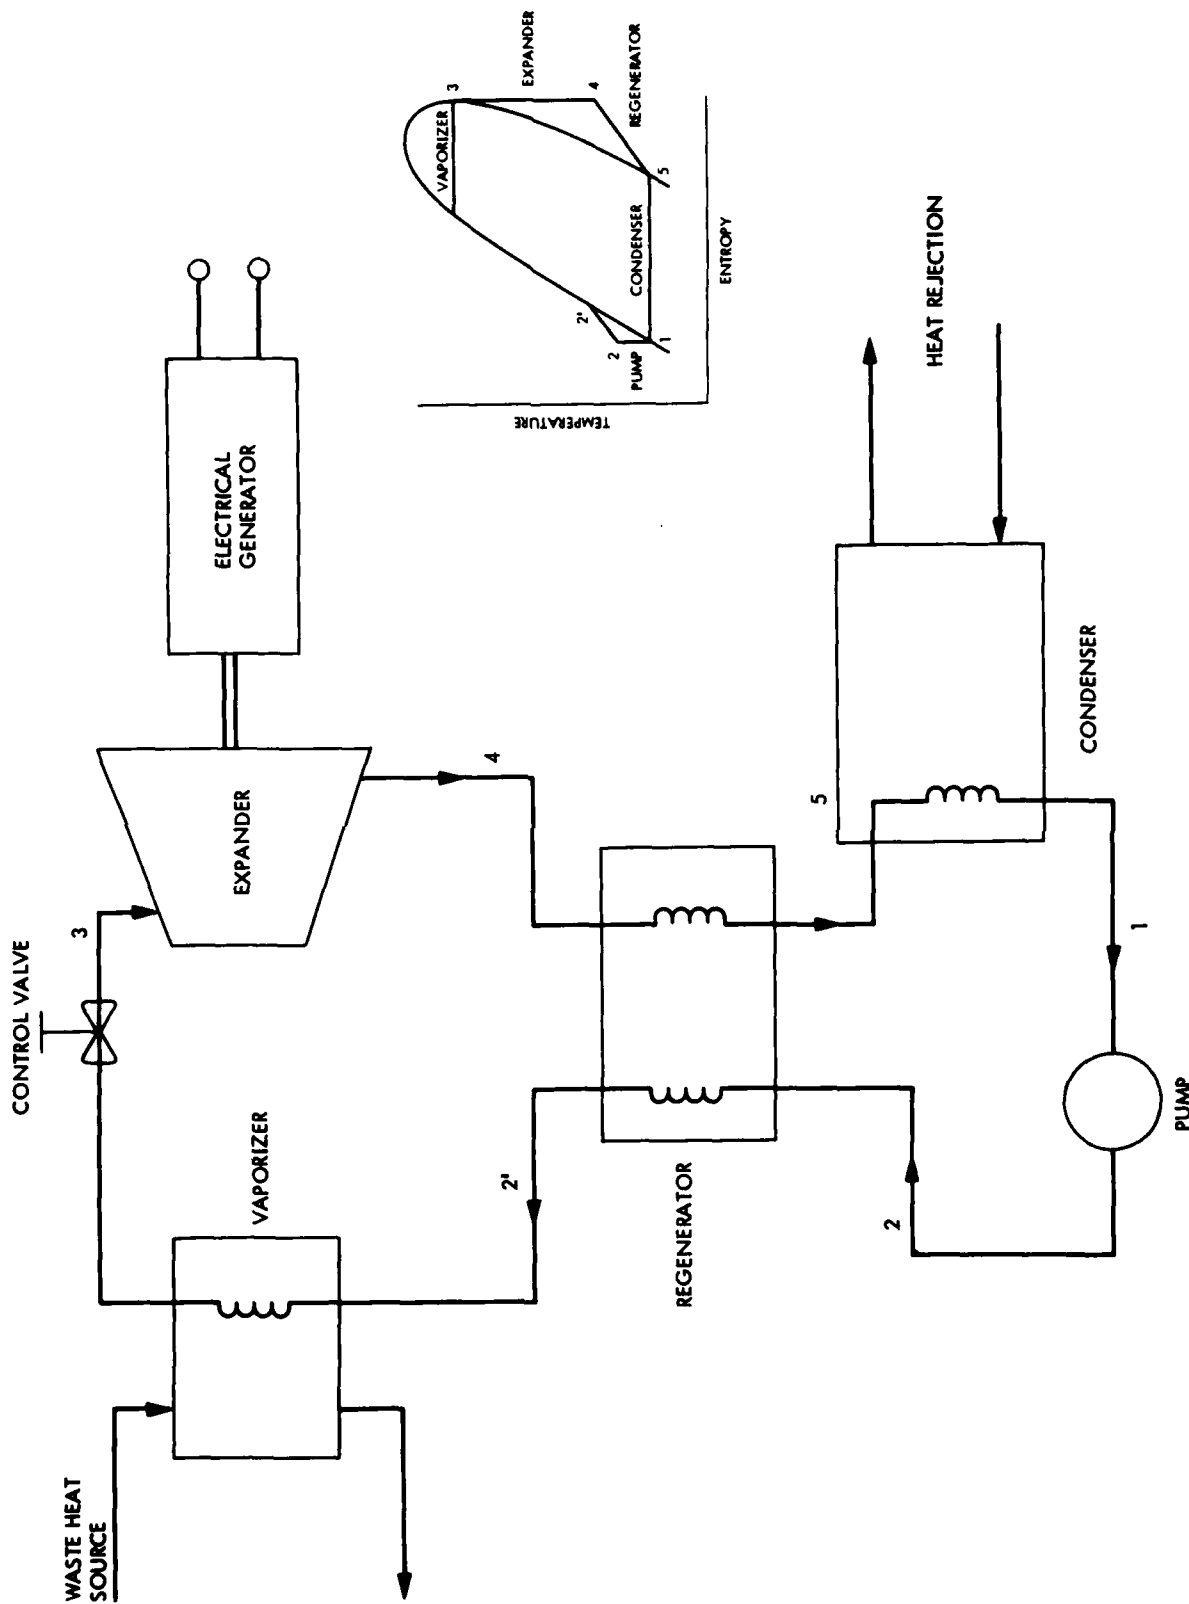 WASTE HEAT
SOURCE
VAPORIZER
CONTROL VALVE
3
EXPANDER
ELECTRICAL
GENERATOR
4
2'
REGENERATOR
2
PUMP
1
5
CONDENSER
HEAT REJECTION
TEMPERATURE
ENTROPY
VAPORIZER
3
EXPANDER
4
REGENERATOR
5
CONDENSER
2'
2
PUMP
1